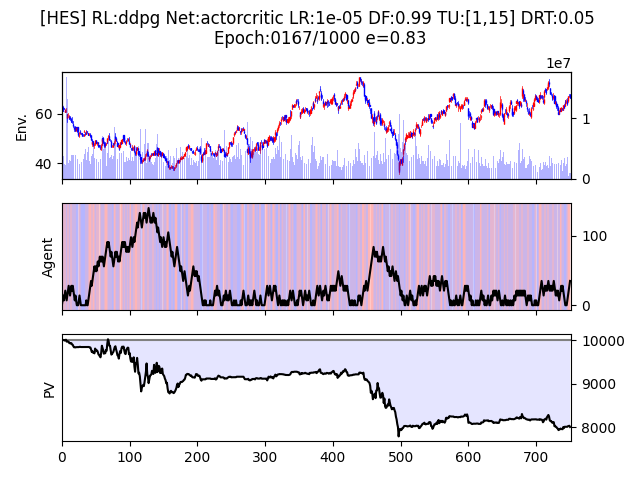 [HES] RL:ddpg Net:actorcritic LR:1e-05 DF:0.99 TU:[1,15] DRT:0.05
Epoch:0167/1000 e=0.83
1e7
Env.
60
40
1
0
Agent
100
0
PV
10000
9000
8000
0 100 200 300 400 500 600 700